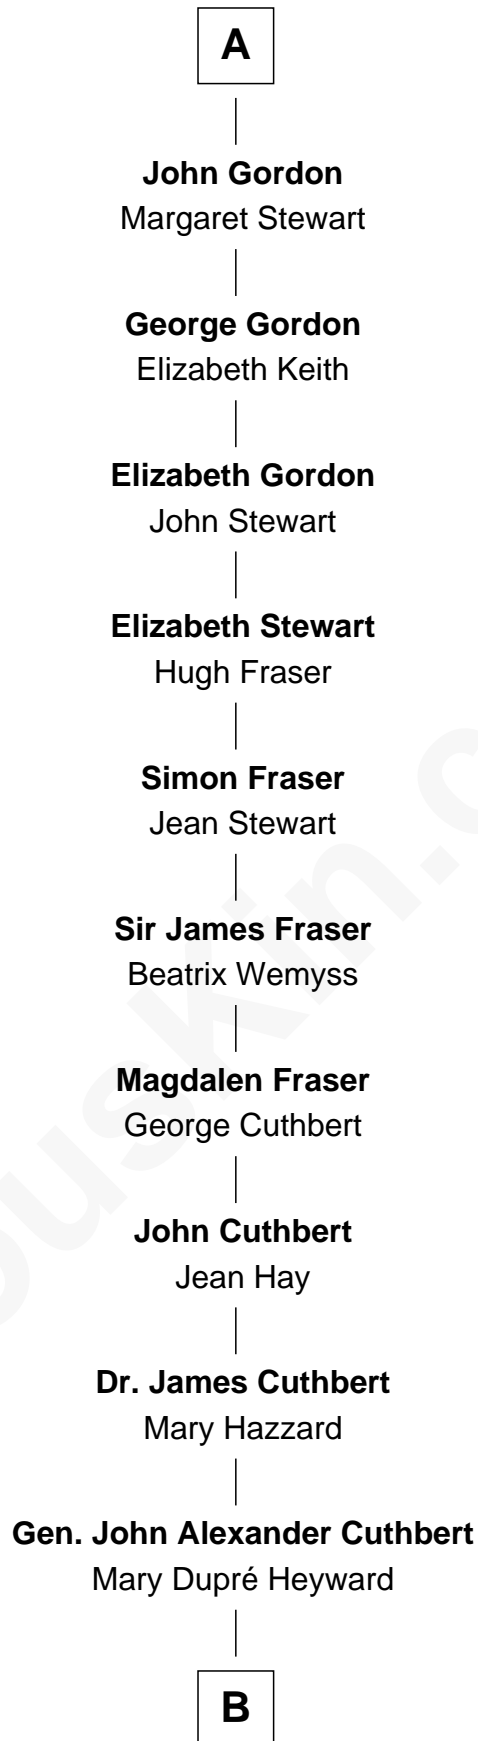 A
John Gordon
Margaret Stewart
George Gordon
Elizabeth Keith
Elizabeth Gordon
John Stewart
Elizabeth Stewart
Hugh Fraser
Simon Fraser
Jean Stewart
Sir James Fraser
Beatrix Wemyss
Magdalen Fraser
George Cuthbert
John Cuthbert
Jean Hay
Dr. James Cuthbert
Mary Hazzard
Gen. John Alexander Cuthbert
Mary Dupré Heyward
B